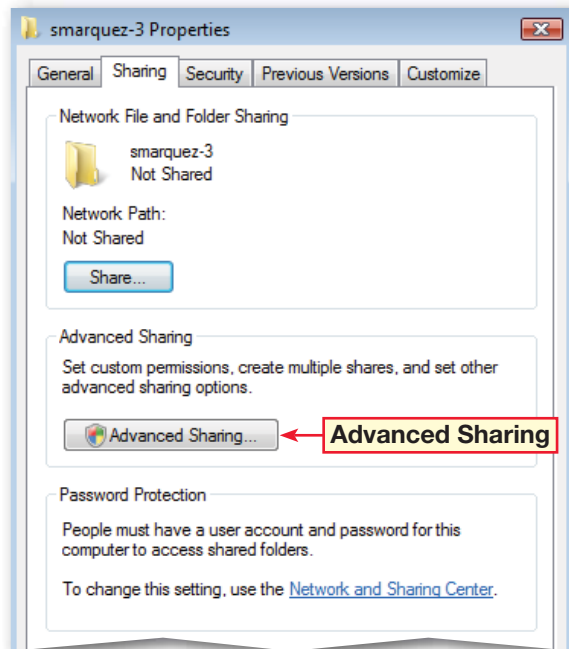 smarquez-3 Properties
General Sharing Security Previous Versions Customize
Network File and Folder Sharing
smarquez-3
Not Shared
Network Path:
Not Shared
Share...
Advanced Sharing
Set custom permissions, create multiple shares, and set other
advanced sharing options.
Advanced Sharing...
Advanced Sharing
Password Protection
People must have a user account and password for this
computer to access shared folders.
To change this setting, use the Network and Sharing Center.